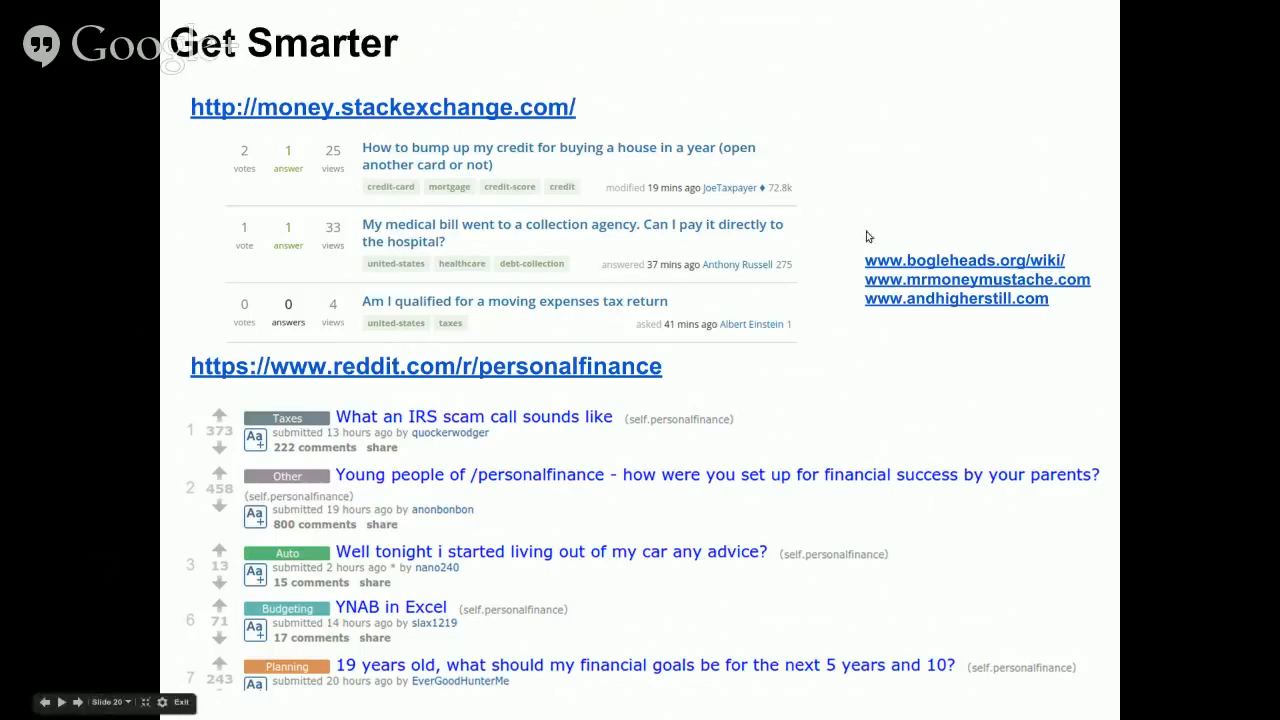 Google+
Get Smarter
http://money.stackexchange.com/
2 votes 1 answer 25 views How to bump up my credit for buying a house in a year (open
another card or not)
credit-card mortgage credit-score credit modified 19 mins ago JoeTaxpayer ♦ 72.8k
1 vote 1 answer 33 views My medical bill went to a collection agency. Can I pay it directly to
the hospital?
united-states healthcare debt-collection answered 37 mins ago Anthony Russell 275
0 votes 0 answers 4 views Am I qualified for a moving expenses tax return
united-states taxes asked 41 mins ago Albert Einstein 1
www.bogleheads.org/wiki/
www.mrmoneymustache.com
www.andhigherstill.com
https://www.reddit.com/r/personalfinance
1 373 Taxes What an IRS scam call sounds like (self.personalfinance)
Aa+ submitted 13 hours ago by quockerwodger
222 comments share
2 458 Other Young people of /personalfinance - how were you set up for financial success by your parents?
(self.personalfinance)
Aa+ submitted 19 hours ago by anonbonbon
800 comments share
3 13 Auto Well tonight i started living out of my car any advice? (self.personalfinance)
Aa+ submitted 2 hours ago * by nano240
15 comments share
6 71 Budgeting YNAB in Excel (self.personalfinance)
Aa+ submitted 14 hours ago by slax1219
17 comments share
7 243 Planning 19 years old, what should my financial goals be for the next 5 years and 10? (self.personalfinance)
Aa submitted 20 hours ago by EverGoodHunterMe
Slide 20 Exit